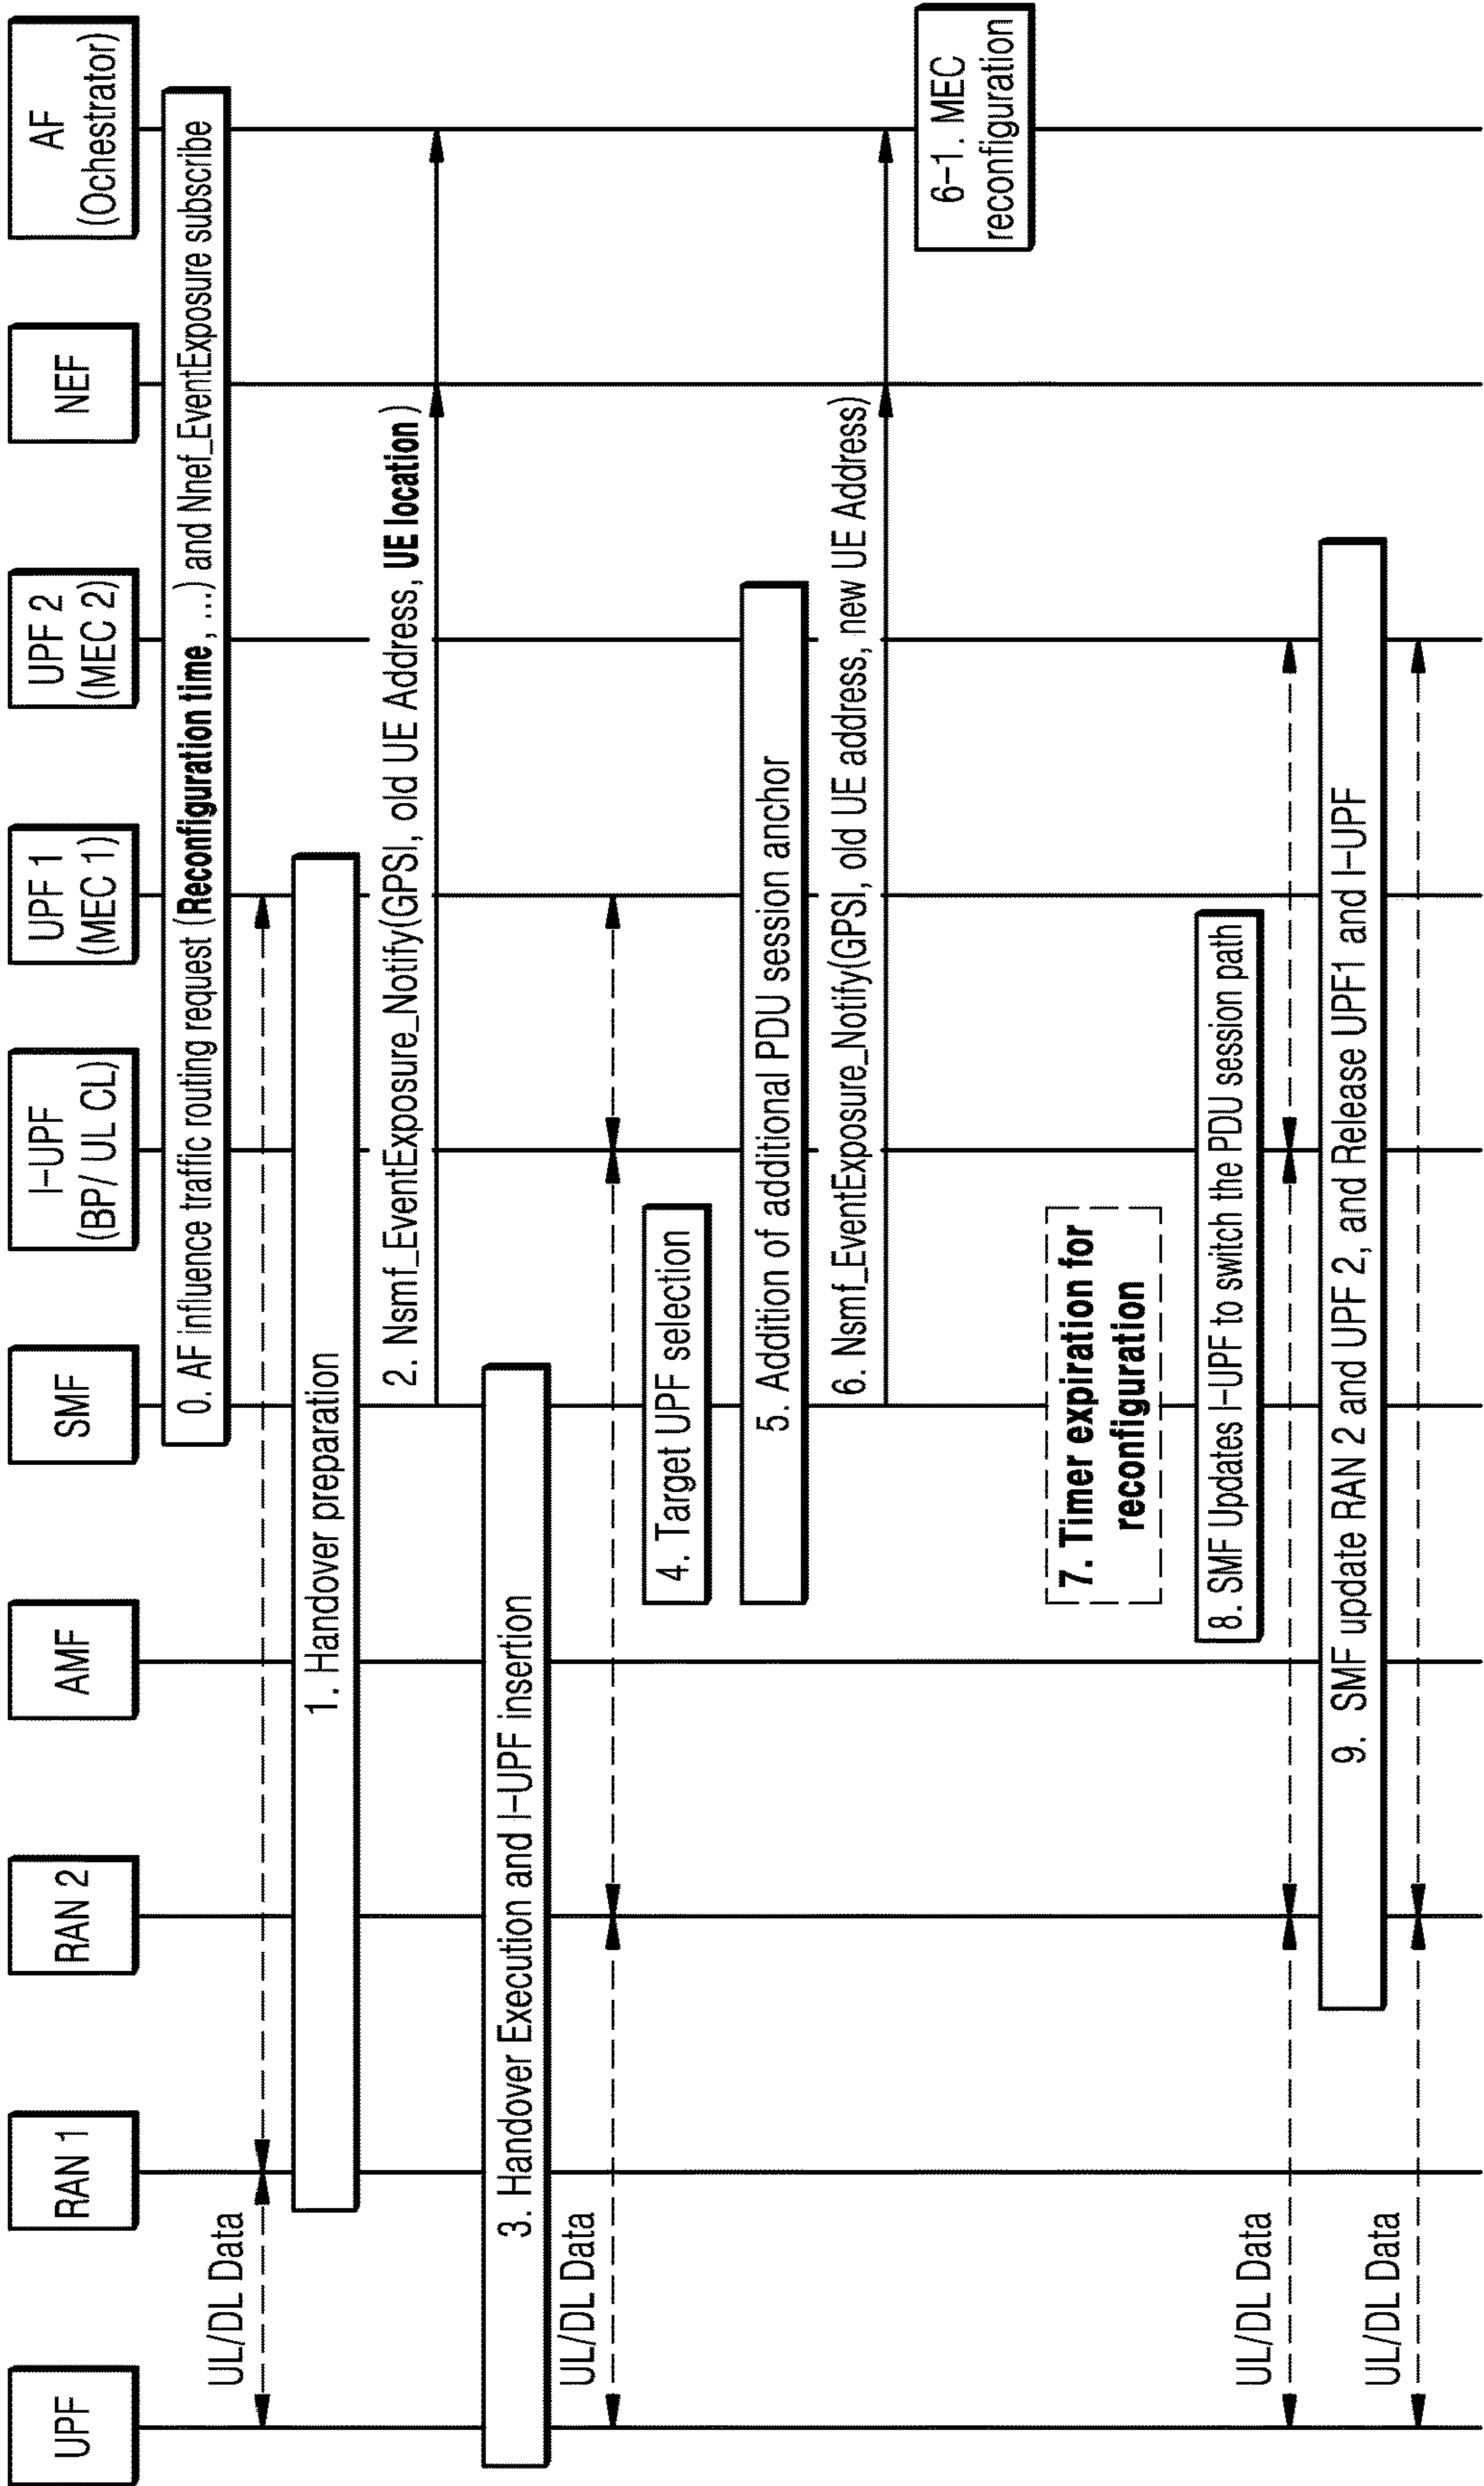 UPF
RAN 1
RAN 2
AMF
SMF
I-UPF
(BP/ UL CL)
UPF 1
(MEC 1)
UPF 2
(MEC 2)
NEF
AF
(Ochestrator)
0. AF influence traffic routing request (Reconfiguration time, ...) and Nnef_EventExposure subscribe
UL/DL Data
1. Handover preparation
2. Nsmf_EventExposure_Notify(GPSI, old UE Address, UE location)
3. Handover Execution and I-UPF insertion
UL/DL Data
4. Target UPF selection
5. Addition of additional PDU session anchor
6. Nsmf_EventExposure_Notify(GPSI, old UE address, new UE Address)
6-1. MEC
reconfiguration
7. Timer expiration for
reconfiguration
8. SMF Updates I-UPF to switch the PDU session path
UL/DL Data
9. SMF update RAN 2 and UPF 2, and Release UPF1 and I-UPF
UL/DL Data